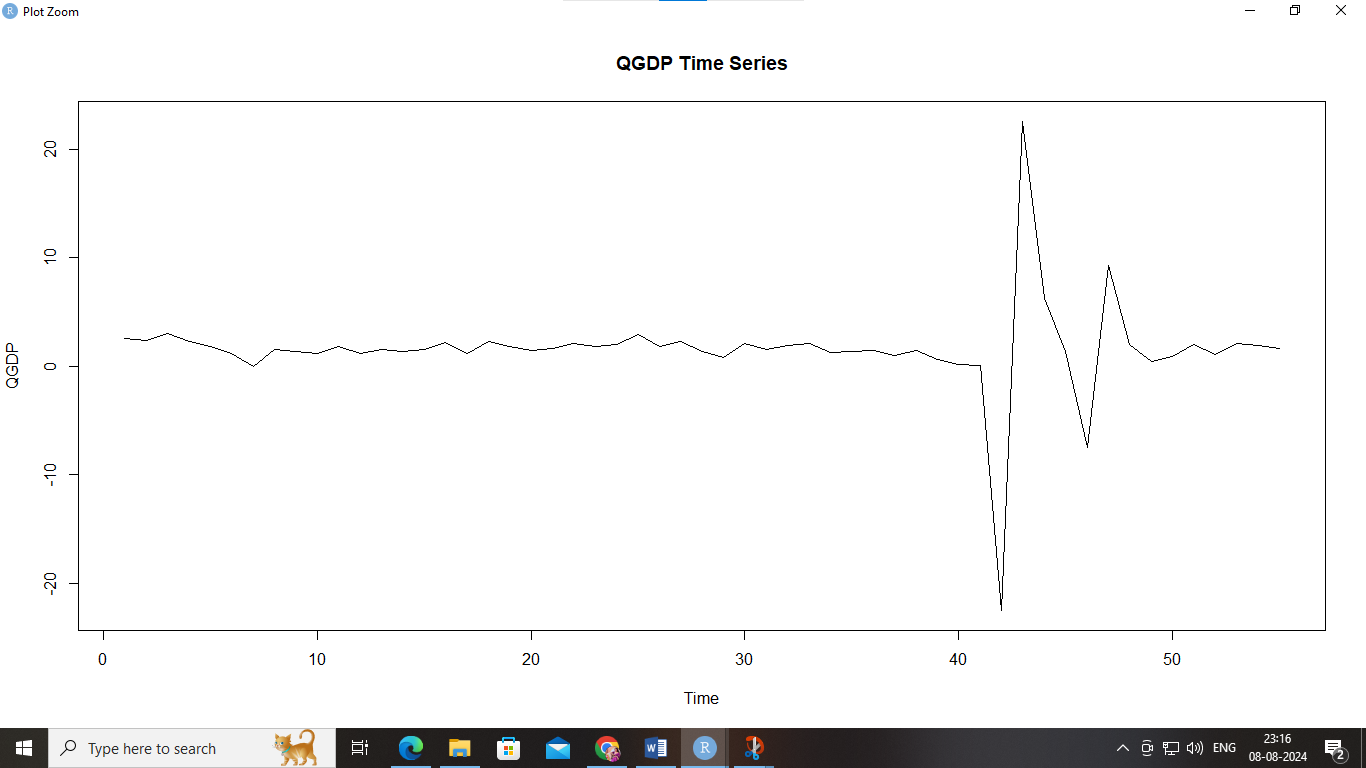 R Plot Zoom
QGDP Time Series
QGDP
20
10
0
-10
-20
0 10 20 30 40 50
Time
Type here to search
W
R
ENG
23:16
08-08-2024
2